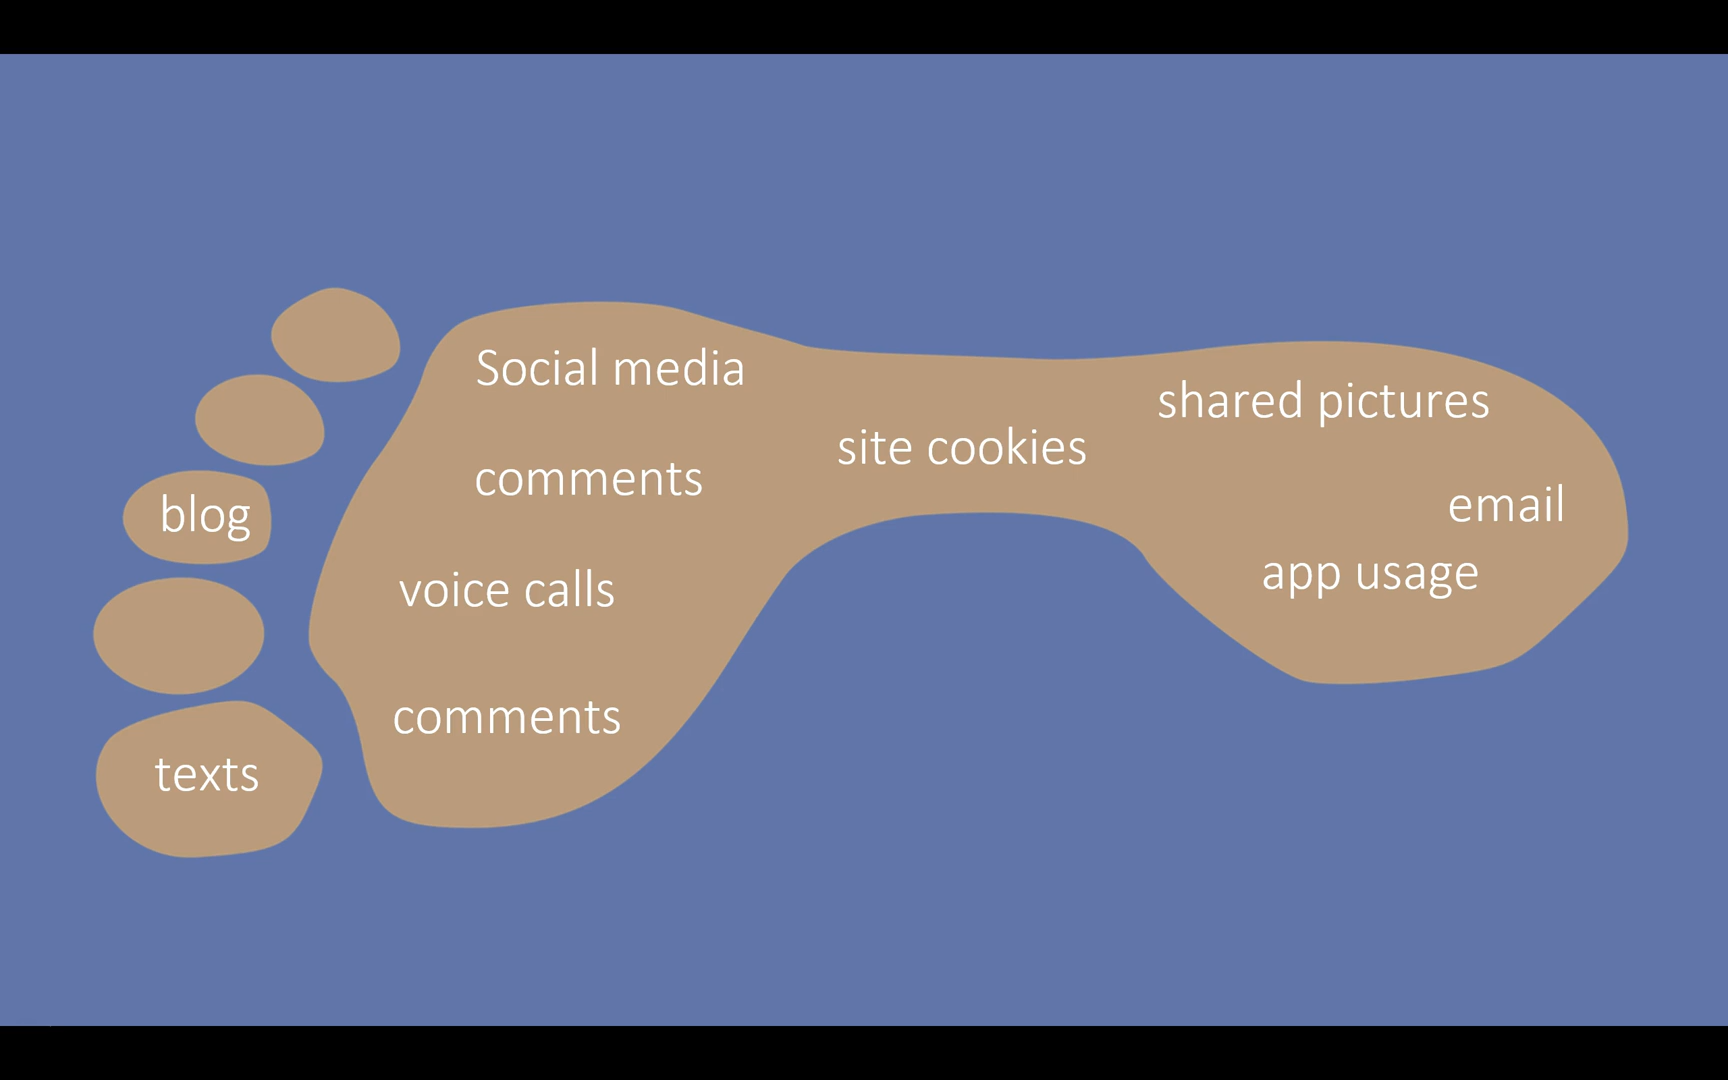 Social media
shared pictures
site cookies
comments
email
blog
app usage
voice calls
comments
texts